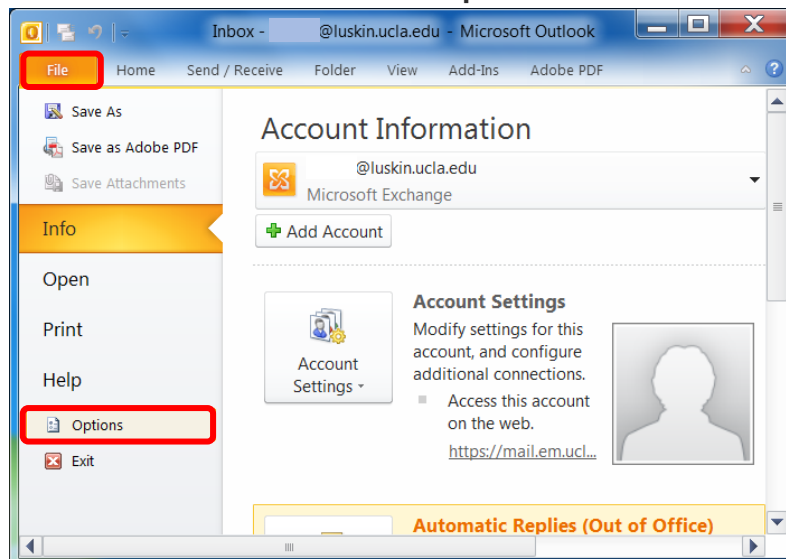 Inbox - @luskin.ucla.edu - Microsoft Outlook
File Home Send / Receive Folder View Add-Ins Adobe PDF
Save As
Save as Adobe PDF
Save Attachments
Info
Open
Print
Help
Options
Exit
Account Information
@luskin.ucla.edu
Microsoft Exchange
Add Account
Account
Settings
Account Settings
Modify settings for this
account, and configure
additional connections.
Access this account
on the web.
https://mail.em.ucl...
Automatic Replies (Out of Office)